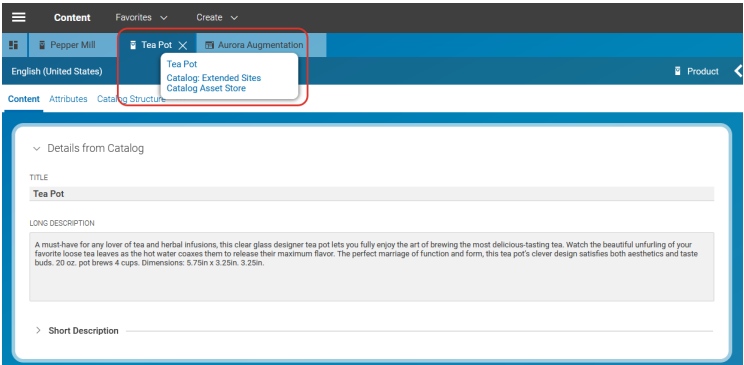 Content Favorites Create
Pepper Mill Tea Pot Aurora Augmentation
Tea Pot
Catalog: Extended Sites
Catalog Asset Store
English (United States) Product
Content Attributes Catalog Structure
Details from Catalog
TITLE
Tea Pot
LONG DESCRIPTION
A must-have for any lover of tea and herbal infusions, this clear glass designer tea pot lets you fully enjoy the art of brewing the most delicious-tasting tea. Watch the beautiful unfurling of your
favorite loose tea leaves as the hot water coaxes them to release their maximum flavor. The perfect marriage of function and form, this tea pot's clever design satisfies both aesthetics and taste
buds. 20 oz. pot brews 4 cups. Dimensions: 5.75in x 3.25in. 3.25in.
Short Description